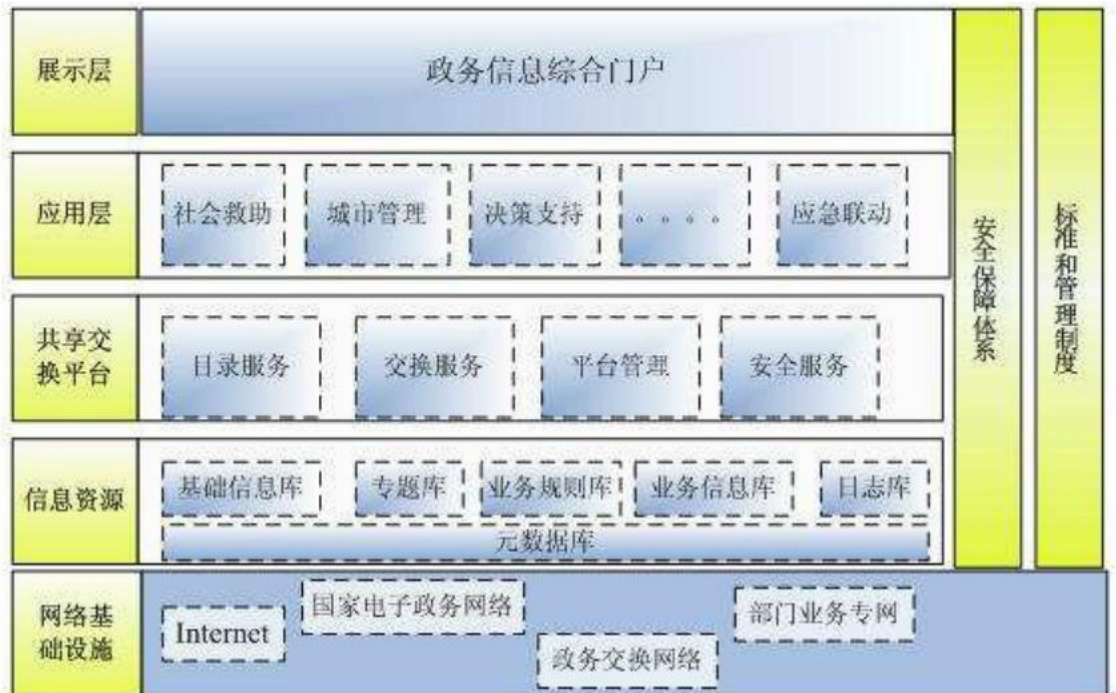 展示层
政务信息综合门户
应用层
社会救助
城市管理
决策支持
。。。。
应急联动
共享交
换平台
目录服务
交换服务
平台管理
安全服务
信息资源
基础信息库
专题库
业务规则库
业务信息库
日志库
元数据库
网络基
础设施
Internet
国家电子政务网络
政务交换网络
部门业务专网
安全保障体系
标准和管理制度